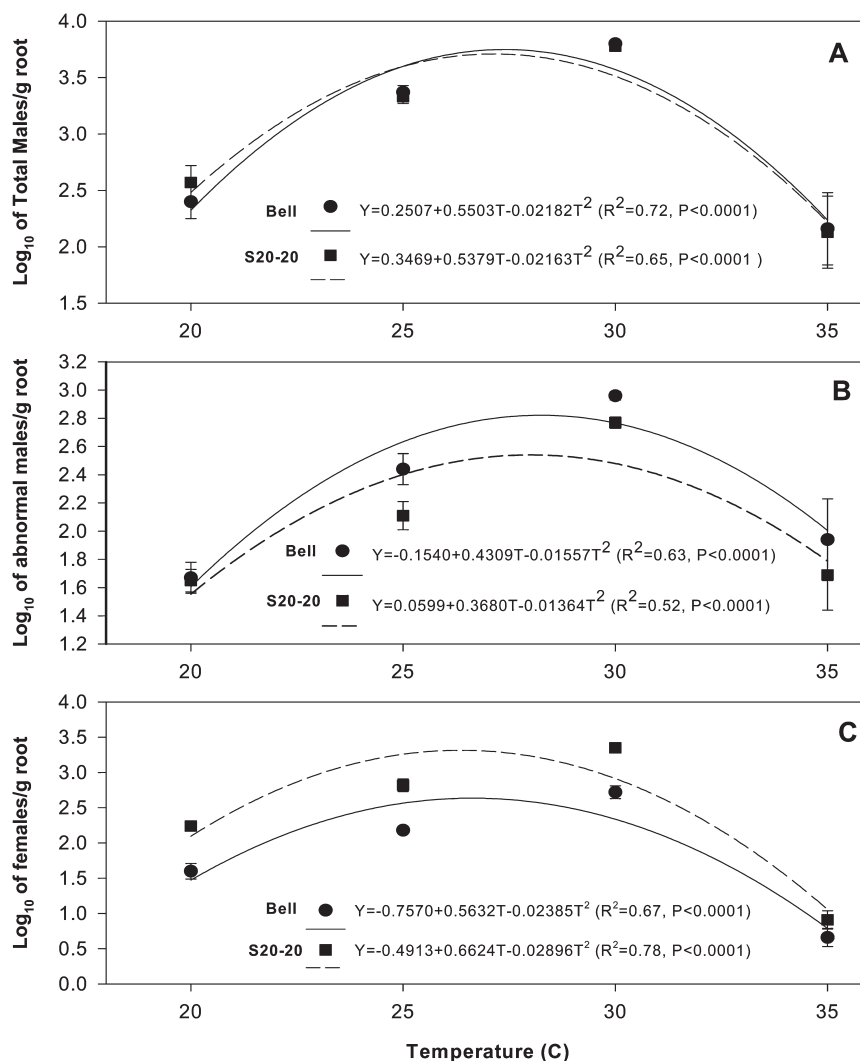 A
Log10 of Total Males/g root
4.0
3.5
3.0
2.5
2.0
1.5
Bell Y=0.2507+0.5503T-0.02182T² (R²=0.72, P<0.0001)
S20-20 Y=0.3469+0.5379T-0.02163T² (R²=0.65, P<0.0001 )
20 25 30 35
B
Log10 of abnormal males/g root
3.2
3.0
2.8
2.6
2.4
2.2
2.0
1.8
1.6
1.4
1.2
Bell Y=-0.1540+0.4309T-0.01557T² (R²=0.63, P<0.0001)
S20-20 Y=0.0599+0.3680T-0.01364T² (R²=0.52, P<0.0001)
20 25 30 35
C
Log10 of females/g root
4.0
3.5
3.0
2.5
2.0
1.5
1.0
0.5
0.0
Bell Y=-0.7570+0.5632T-0.02385T² (R²=0.67, P<0.0001)
S20-20 Y=-0.4913+0.6624T-0.02896T² (R²=0.78, P<0.0001)
20 25 30 35
Temperature (C)